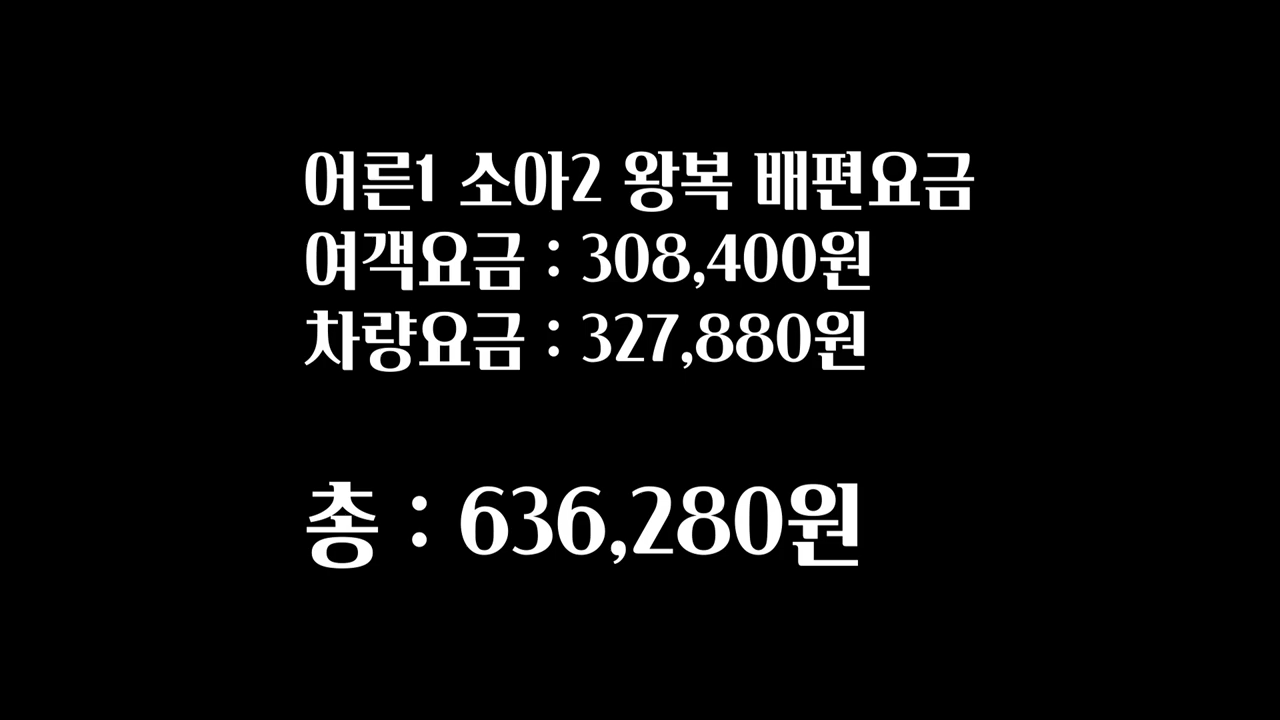 어른1 소아2 왕복 배편요금
여객요금 : 308,400원
차량요금 : 327,880원
총 : 636,280원